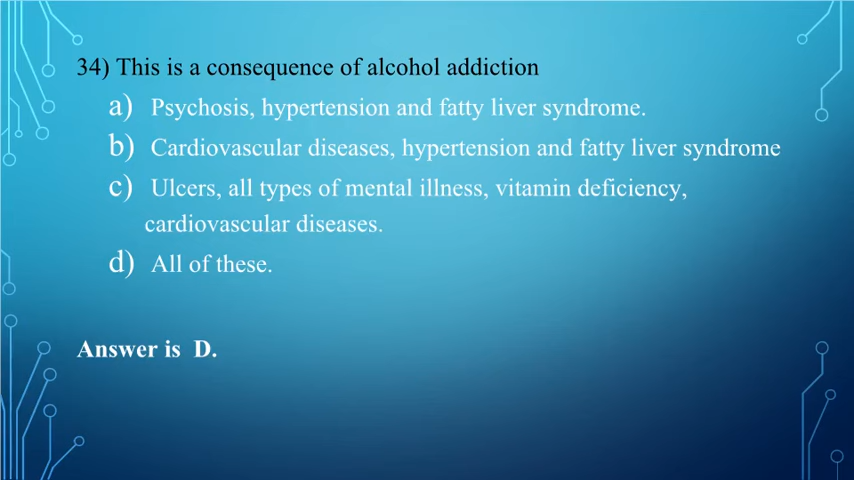 34) This is a consequence of alcohol addiction
a) Psychosis, hypertension and fatty liver syndrome.
b) Cardiovascular diseases, hypertension and fatty liver syndrome
c) Ulcers, all types of mental illness, vitamin deficiency,
cardiovascular diseases.
d) All of these.
Answer is D.